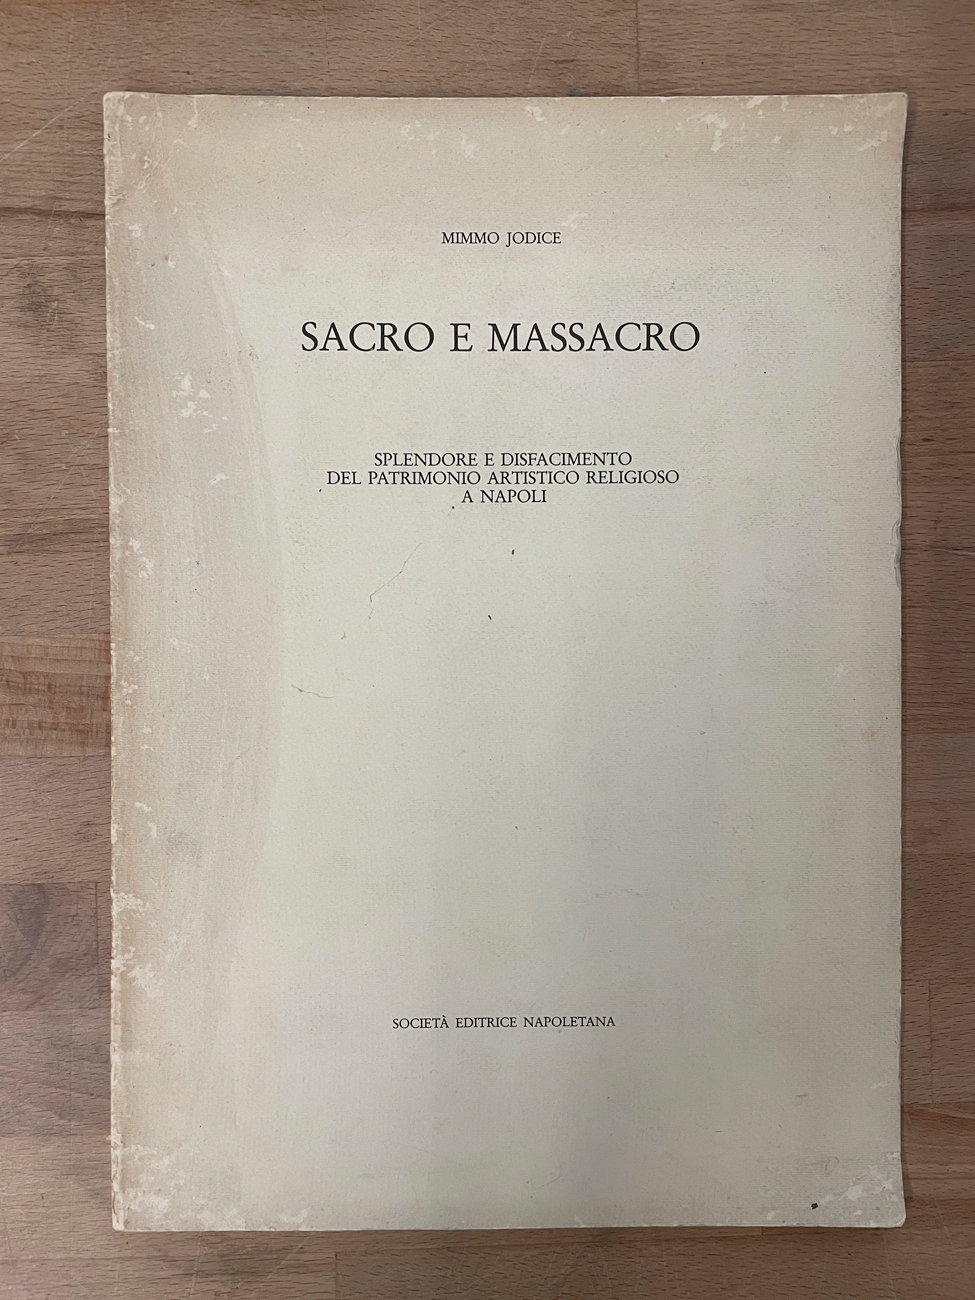 MIMMO JODICE
SACRO E MASSACRO
SPLENDORE E DISFACIMENTO
DEL PATRIMONIO ARTISTICO RELIGIOSO
A NAPOLI
SOCIETÀ EDITRICE NAPOLETANA